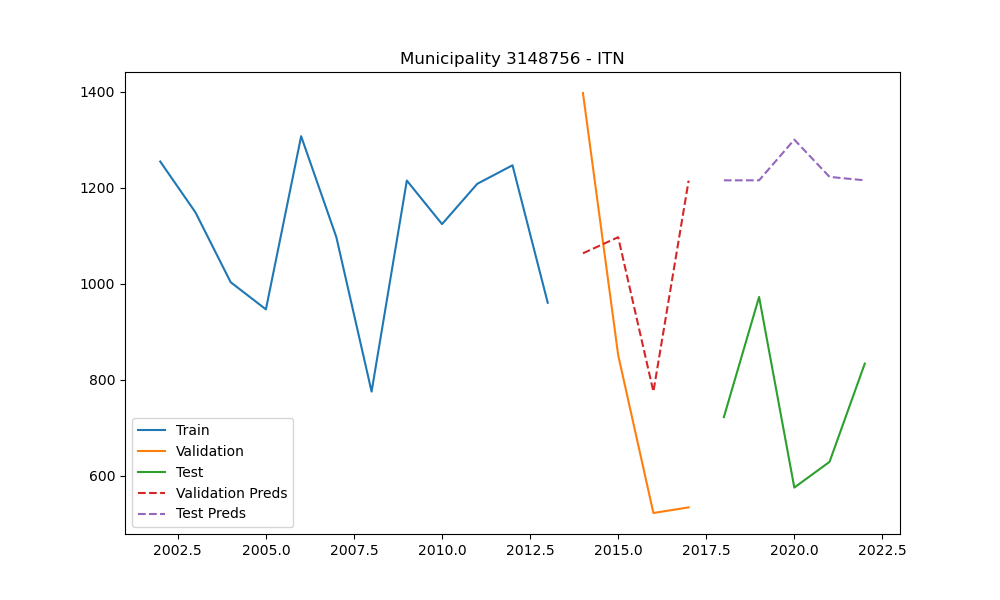 Municipality 3148756 - ITN
1400
1200
1000
800
600
Train
Validation
Test
Validation Preds
Test Preds
2002.5 2005.0 2007.5 2010.0 2012.5 2015.0 2017.5 2020.0 2022.5